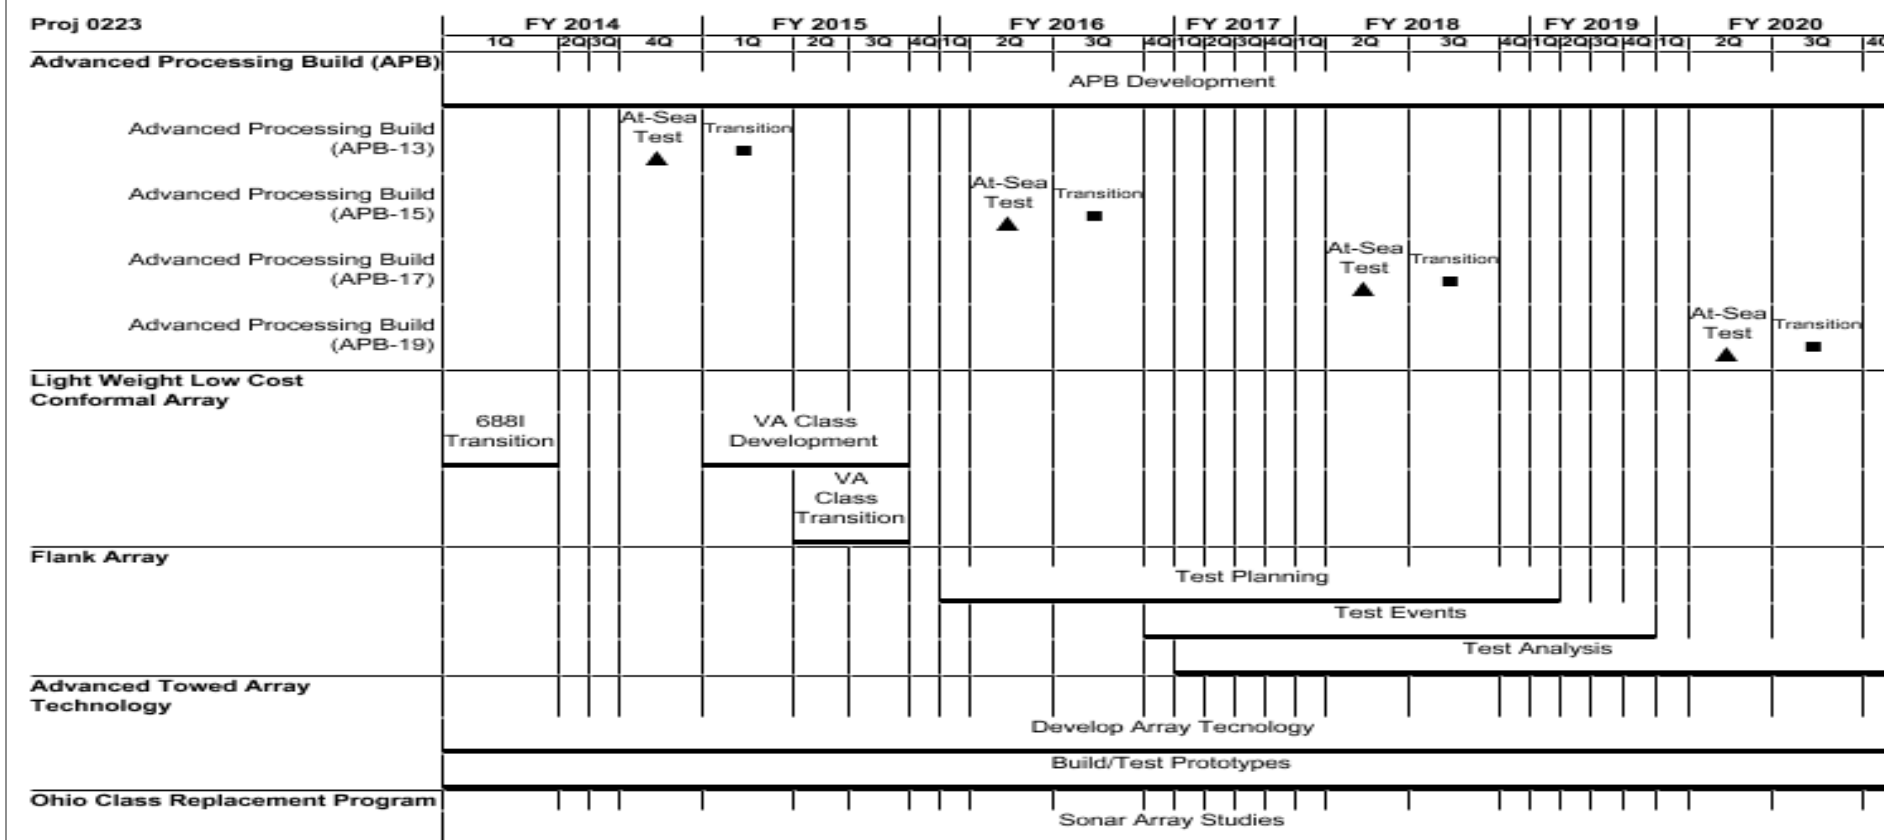 Proj 0223 FY 2014 FY 2015 FY 2016 FY 2017 FY 2018 FY 2019 FY 2020
1Q 2Q 3Q 4Q 1Q 2Q 3Q 4Q 1Q 2Q 3Q 4Q 1Q 2Q 3Q 4Q 1Q 2Q 3Q 4Q 1Q 2Q 3Q 4Q 1Q 2Q 3Q
Advanced Processing Build (APB)
APB Development
Advanced Processing Build
(APB-13)
At-Sea
Test
Transition
Advanced Processing Build
(APB-15)
At-Sea
Test
Transition
Advanced Processing Build
(APB-17)
At-Sea
Test
Transition
Advanced Processing Build
(APB-19)
At-Sea
Test
Transition
Light Weight Low Cost
Conformal Array
688I
Transition
VA Class
Development
VA
Class
Transition
Flank Array
Test Planning
Test Events
Test Analysis
Advanced Towed Array
Technology
Develop Array Tecnology
Build/Test Prototypes
Ohio Class Replacement Program
Sonar Array Studies